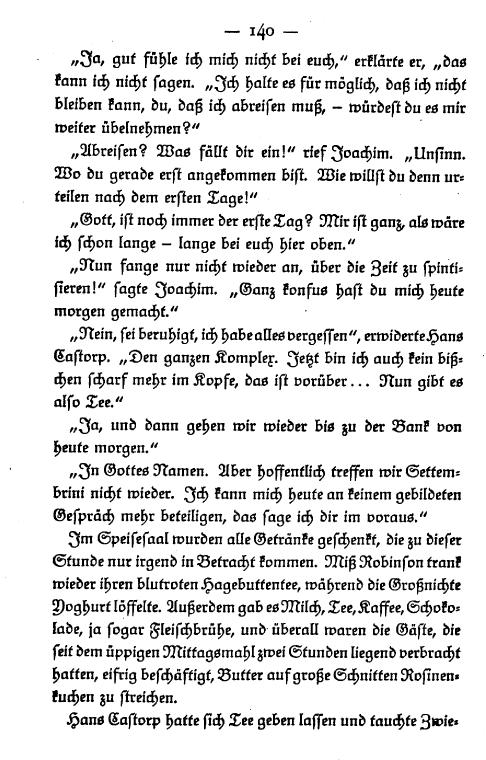 — 140 —
„Ja, gut fühle ich mich nicht bei euch,“ erklärte er, „das
kann ich nicht sagen. „Ich halte es für möglich, daß ich nicht
bleiben kann, du, daß ich abreisen muß, – würdest du es mir
weiter übelnehmen?“
„Abreisen? Was fällt dir ein!“ rief Joachim. „Unsinn.
Wo du gerade erst angekommen bist. Wie willst du denn ur-
teilen nach dem ersten Tage!“
„Gott, ist noch immer der erste Tag? Mir ist ganz, als wäre
ich schon lange – lange bei euch hier oben.“
„Nun fange nur nicht wieder an, über die Zeit zu spinti-
sieren!“ sagte Joachim. „Ganz konfus hast du mich heute
morgen gemacht.“
„Nein, sei beruhigt, ich habe alles vergessen“, erwiderte Hans
Castorp. „Den ganzen Komplex. Jetzt bin ich auch kein biß-
chen scharf mehr im Kopfe, das ist vorüber... Nun gibt es
also Tee.“
„Ja, und dann gehen wir wieder bis zu der Bank von
heute morgen.“
„In Gottes Namen. Aber hoffentlich treffen wir Settem-
brini nicht wieder. Ich kann mich heute an keinem gebildeten
Gespräch mehr beteiligen, das sage ich dir im voraus.“
Im Speisesaal wurden alle Getränke geschenkt, die zu dieser
Stunde nur irgend in Betracht kommen. Miß Robinson trank
wieder ihren blutroten Hagebuttentee, während die Großnichte
Yoghurt löffelte. Außerdem gab es Milch, Tee, Kaffee, Schoko-
lade, ja sogar Fleischbrühe, und überall waren die Gäste, die
seit dem üppigen Mittagsmahl zwei Stunden liegend verbracht
hatten, eifrig beschäftigt, Butter auf große Schnitten Rosinen-
kuchen zu streichen.
Hans Castorp hatte sich Tee geben lassen und tauchte Zwie-